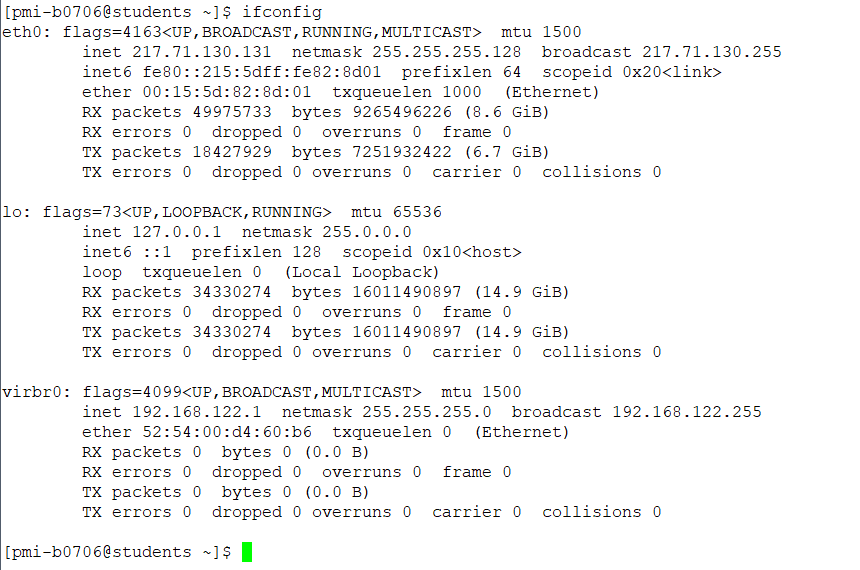 [pmi-b0706@students ~]$ ifconfig
eth0: flags=4163<UP,BROADCAST,RUNNING,MULTICAST>  mtu 1500
        inet 217.71.130.131  netmask 255.255.255.128  broadcast 217.71.130.255
        inet6 fe80::215:5dff:fe82:8d01  prefixlen 64  scopeid 0x20<link>
        ether 00:15:5d:82:8d:01  txqueuelen 1000  (Ethernet)
        RX packets 49975733  bytes 9265496226 (8.6 GiB)
        RX errors 0  dropped 0  overruns 0  frame 0
        TX packets 18427929  bytes 7251932422 (6.7 GiB)
        TX errors 0  dropped 0 overruns 0  carrier 0  collisions 0

lo: flags=73<UP,LOOPBACK,RUNNING>  mtu 65536
        inet 127.0.0.1  netmask 255.0.0.0
        inet6 ::1  prefixlen 128  scopeid 0x10<host>
        loop  txqueuelen 0  (Local Loopback)
        RX packets 34330274  bytes 16011490897 (14.9 GiB)
        RX errors 0  dropped 0  overruns 0  frame 0
        TX packets 34330274  bytes 16011490897 (14.9 GiB)
        TX errors 0  dropped 0 overruns 0  carrier 0  collisions 0

virbr0: flags=4099<UP,BROADCAST,MULTICAST>  mtu 1500
        inet 192.168.122.1  netmask 255.255.255.0  broadcast 192.168.122.255
        ether 52:54:00:d4:60:b6  txqueuelen 0  (Ethernet)
        RX packets 0  bytes 0 (0.0 B)
        RX errors 0  dropped 0  overruns 0  frame 0
        TX packets 0  bytes 0 (0.0 B)
        TX errors 0  dropped 0 overruns 0  carrier 0  collisions 0

[pmi-b0706@students ~]$